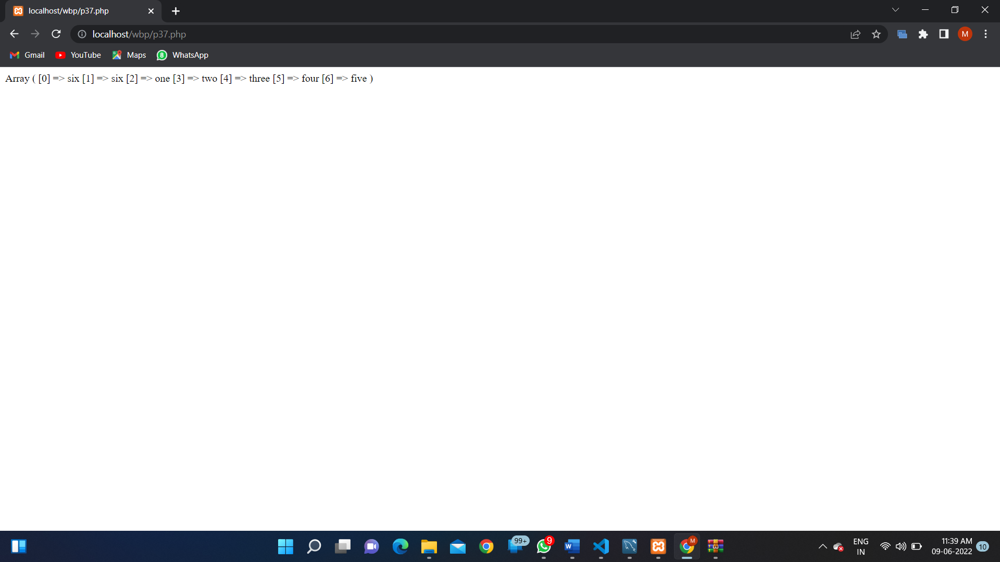 localhost/wbp/p37.php
localhost/wbp/p37.php
M
Gmail YouTube 8 WhatsApp Maps
Array ( [0] => six [1] => six [2] => one [3] => two [4] => three [5] => four [6] => five )
99+ 9 W M
ENG
IN
11:39 AM
09-06-2022
10